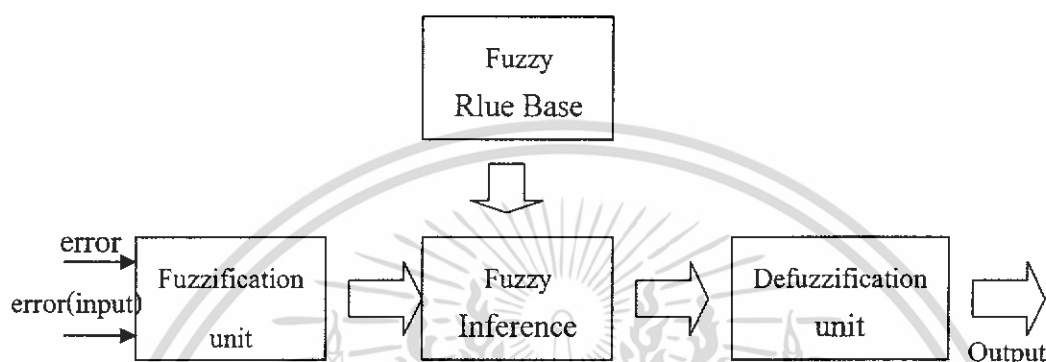 Fuzzy
Rlue Base
error
error(input)
Fuzzification
unit
Fuzzy
Inference
Defuzzification
unit
Output